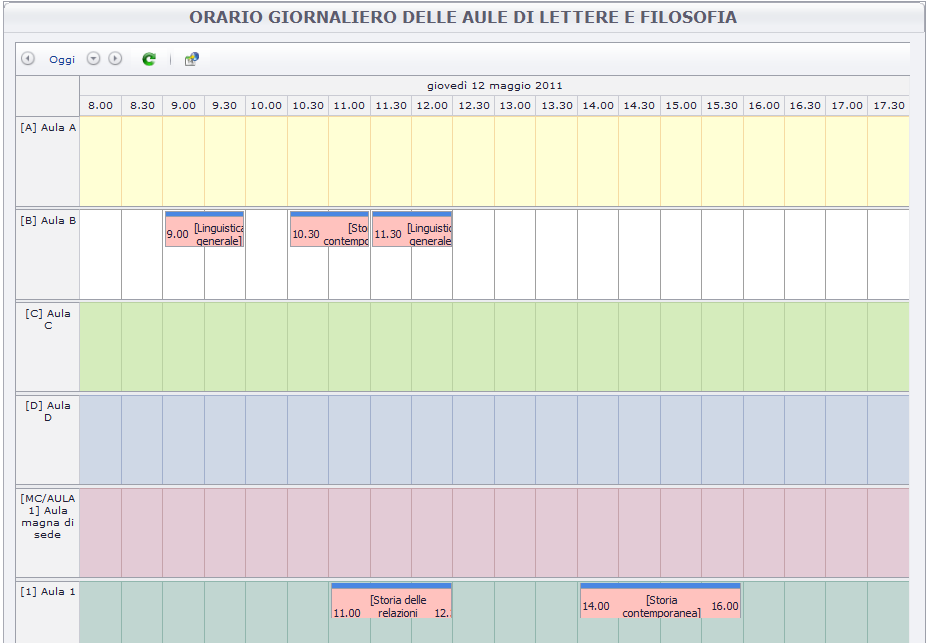 ORARIO GIORNALIERO DELLE AULE DI LETTERE E FILOSOFIA
Oggi
giovedì 12 maggio 2011
8.00 8.30 9.00 9.30 10.00 10.30 11.00 11.30 12.00 12.30 13.00 13.30 14.00 14.30 15.00 15.30 16.00 16.30 17.00 17.30
[A] Aula A
[B] Aula B
9.00 [Linguistica
generale]
10.30 [Sto
contempo
11.30 [Linguistic
generale
[C] Aula
C
[D] Aula
D
[MC/AULA
1] Aula
magna di
sede
[1] Aula 1
[Storia delle
11.00 relazioni 12.
14.00 [Storia 16.00
contemporanea]